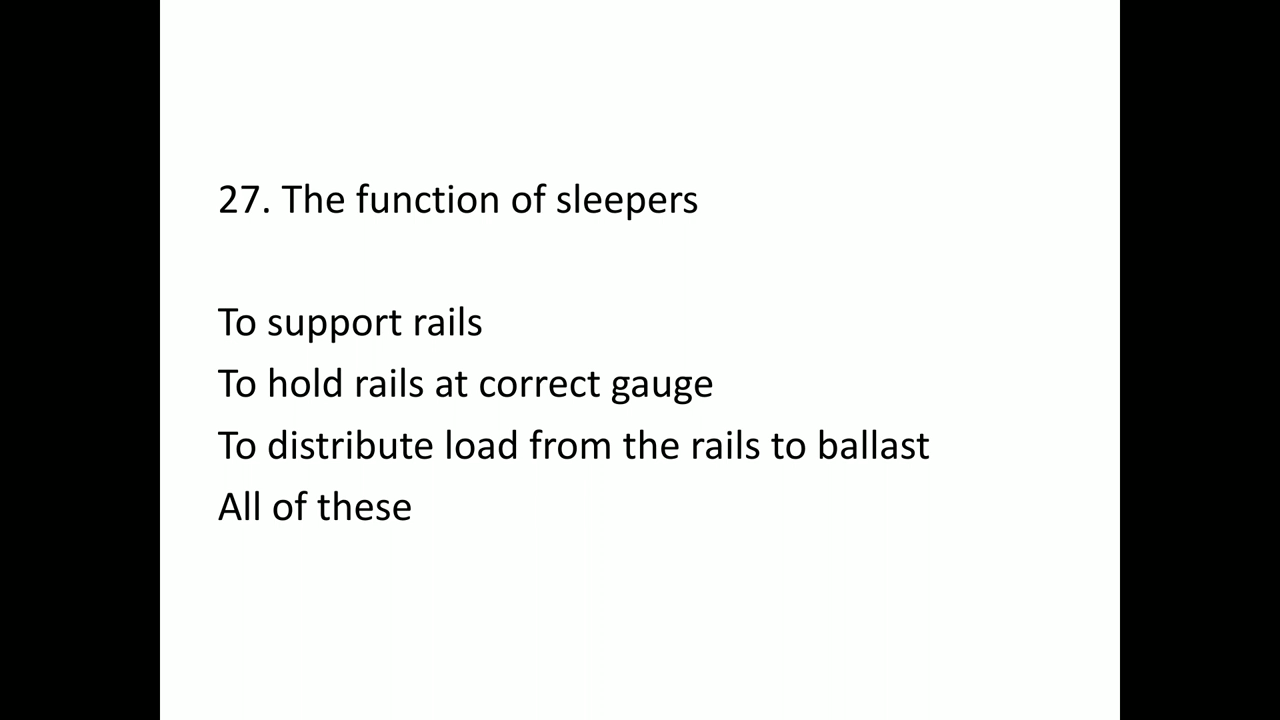 27. The function of sleepers
To support rails
To hold rails at correct gauge
To distribute load from the rails to ballast
All of these